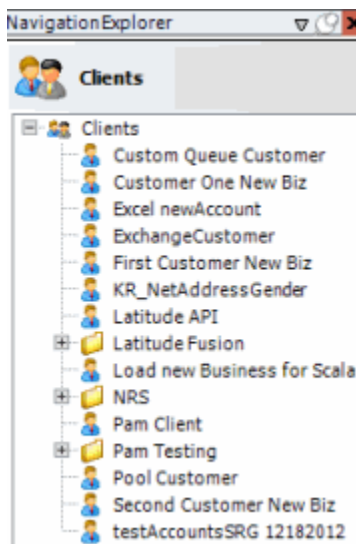 NavigationExplorer
Clients
Clients
Custom Queue Customer
Customer One New Biz
Excel newAccount
ExchangeCustomer
First Customer New Biz
KR_NetAddressGender
Latitude API
Latitude Fusion
Load new Business for Scala
NRS
Pam Client
Pam Testing
Pool Customer
Second Customer New Biz
testAccountsSRG 12182012